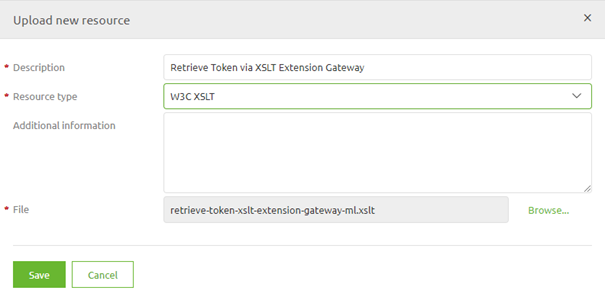 Upload new resource ×
* Description Retrieve Token via XSLT Extension Gateway
* Resource type W3C XSLT
Additional information
* File retrieve-token-xslt-extension-gateway-ml.xslt Browse...
Save Cancel